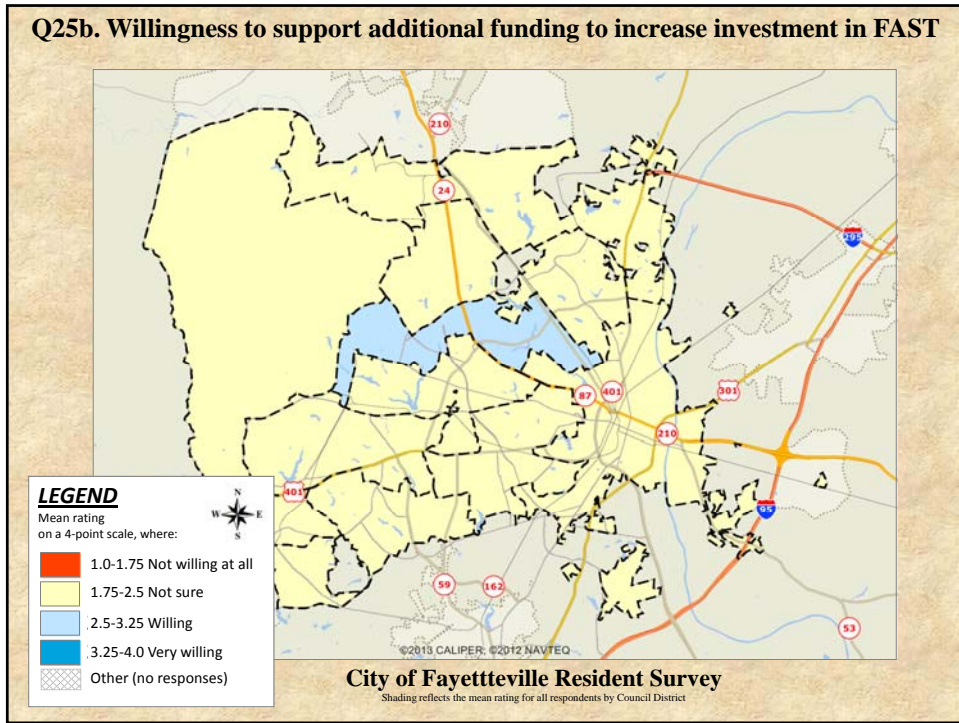 Q25b. Willingness to support additional funding to increase investment in FAST
210
24
295
87
401
301
210
401
95
59
162
53
LEGEND
Mean rating
on a 4-point scale, where:
N
W E
S
1.0-1.75 Not willing at all
1.75-2.5 Not sure
2.5-3.25 Willing
3.25-4.0 Very willing
Other (no responses)
©2013 CALIPER; ©2012 NAVTEQ
City of Fayettteville Resident Survey
Shading reflects the mean rating for all respondents by Council District